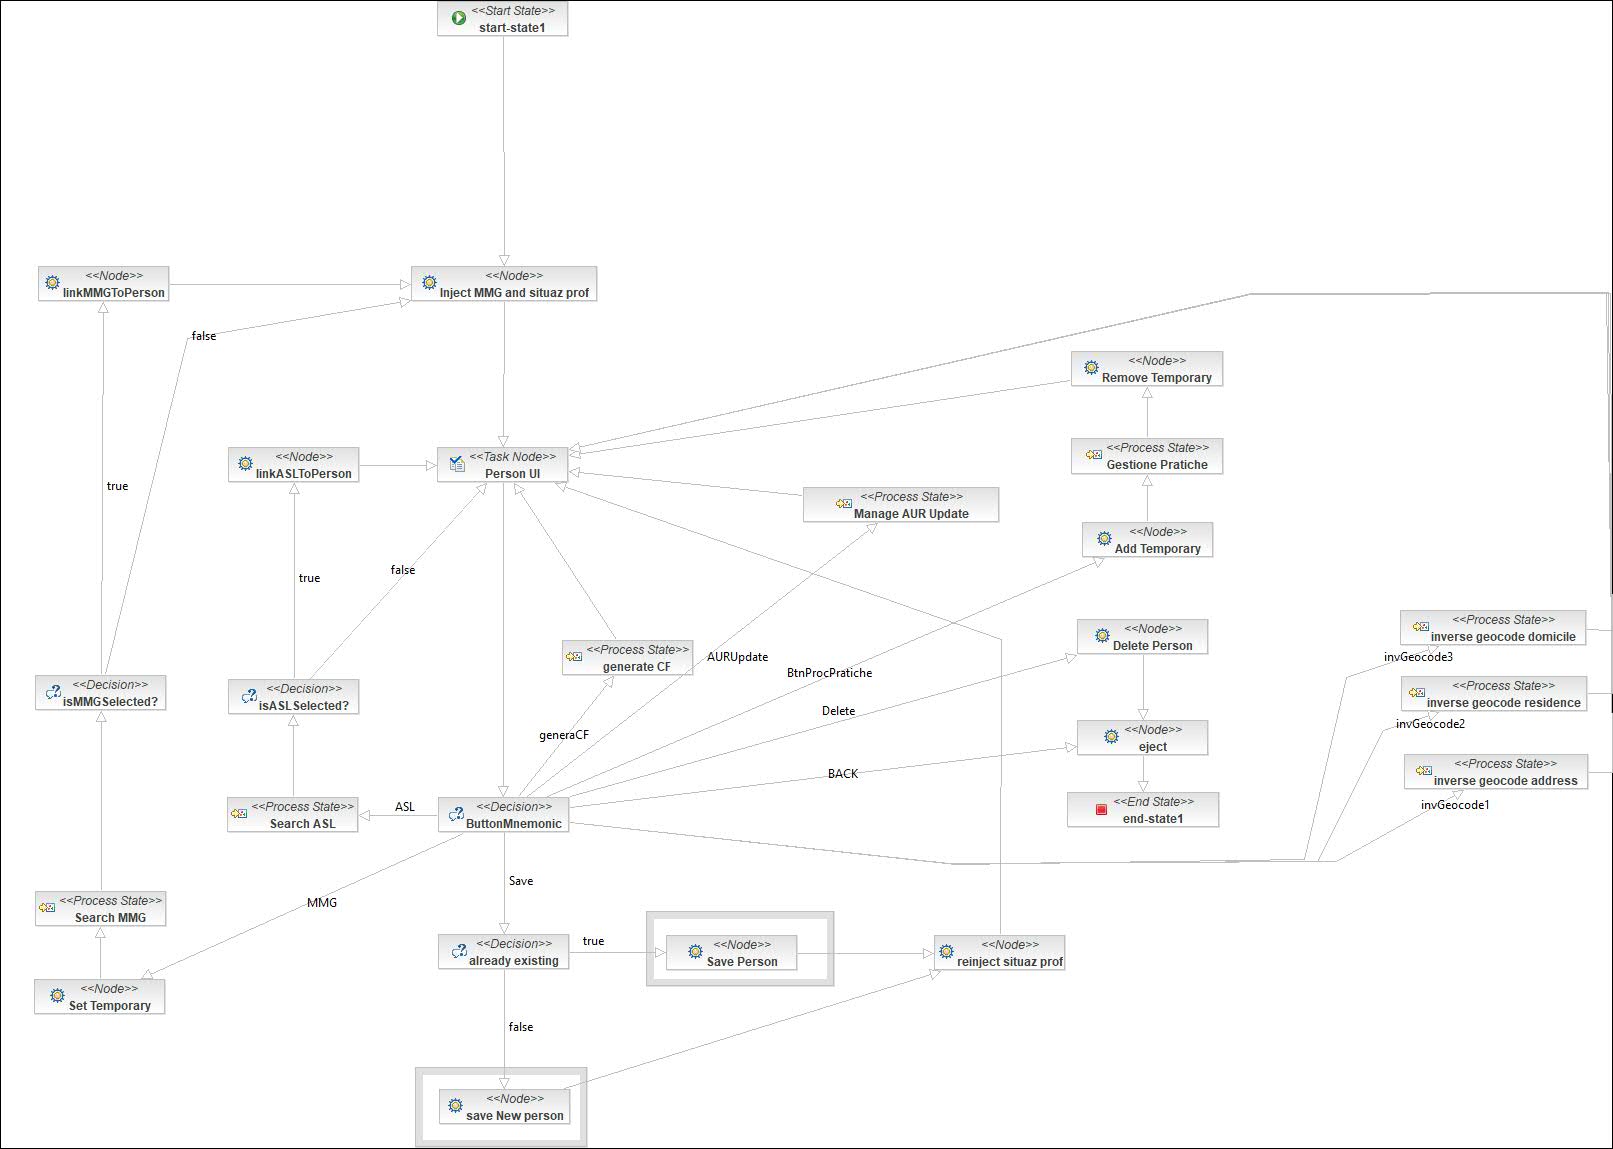 <<Start State>>
start-state1
<<Node>>
linkMMGToPerson
<<Node>>
Inject MMG and situaz prof
false
<<Node>>
Remove Temporary
<<Process State>>
Gestione Pratiche
<<Node>>
linkASLToPerson
<<Task Node>>
Person UI
true
<<Process State>>
Manage AUR Update
<<Node>>
Add Temporary
true
false
<<Process State>>
inverse geocode domicile
<<Node>>
Delete Person
<<Process State>>
generate CF
AURUpdate
invGeocode3
BtnProcPratiche
<<Decision>>
isMMGSelected?
<<Decision>>
isASLSelected?
<<Process State>>
inverse geocode residence
Delete
invGeocode2
generaCF
<<Node>>
eject
<<Process State>>
inverse geocode address
BACK
<<Process State>>
Search ASL
ASL
<<Decision>>
ButtonMnemonic
<<End State>>
end-state1
invGeocode1
Save
<<Process State>>
Search MMG
MMG
<<Decision>>
already existing
true
<<Node>>
Save Person
<<Node>>
reinject situaz prof
<<Node>>
Set Temporary
false
<<Node>>
save New person